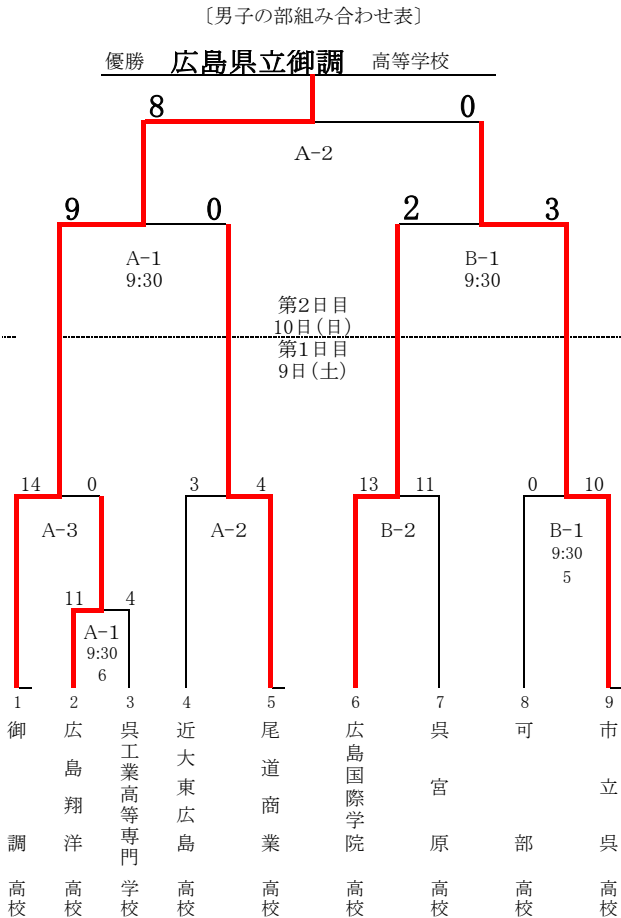 〔男子の部組み合わせ表〕
優勝 広島県立御調 高等学校
8 0
A-2
9 0 2 3
A-1 B-1
9:30 9:30
第2日目
10日(日)
第1日目
9日(土)
14 0 3 4 13 11 0 10
A-3 A-2 B-2 B-1
9:30
5
11 4
A-1
9:30
6
1 2 3 4 5 6 7 8 9
御調高校
広島翔洋高校
呉工業高等専門学校
近大東広島高校
尾道商業高校
広島国際学院高校
呉宮原高校
可部高校
市立呉高校